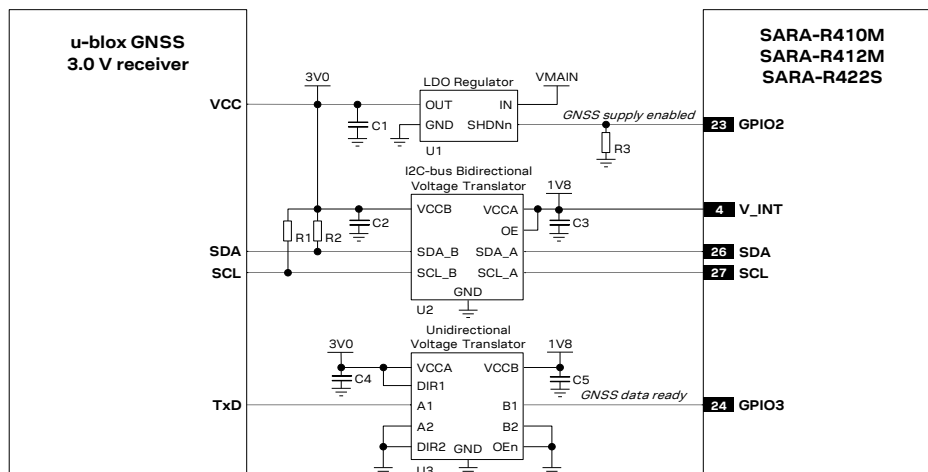 u-blox GNSS
3.0 V receiver
SARA-R410M
SARA-R412M
SARA-R422S
VCC
3V0
C1
LDO Regulator
OUT
IN
GND
SHDNn
U1
VMAIN
GNSS supply enabled
R3
23 GPIO2
I2C-bus Bidirectional
Voltage Translator
1V8
VCCB
VCCA
OE
C2
C3
4 V_INT
R1
R2
SDA
SDA_B
SDA_A
26 SDA
SCL
SCL_B
SCL_A
27 SCL
GND
U2
Unidirectional
Voltage Translator
3V0
1V8
C4
VCCA
VCCB
C5
DIR1
TxD
A1
B1
GNSS data ready
24 GPIO3
A2
B2
DIR2
GND
OEn
U3